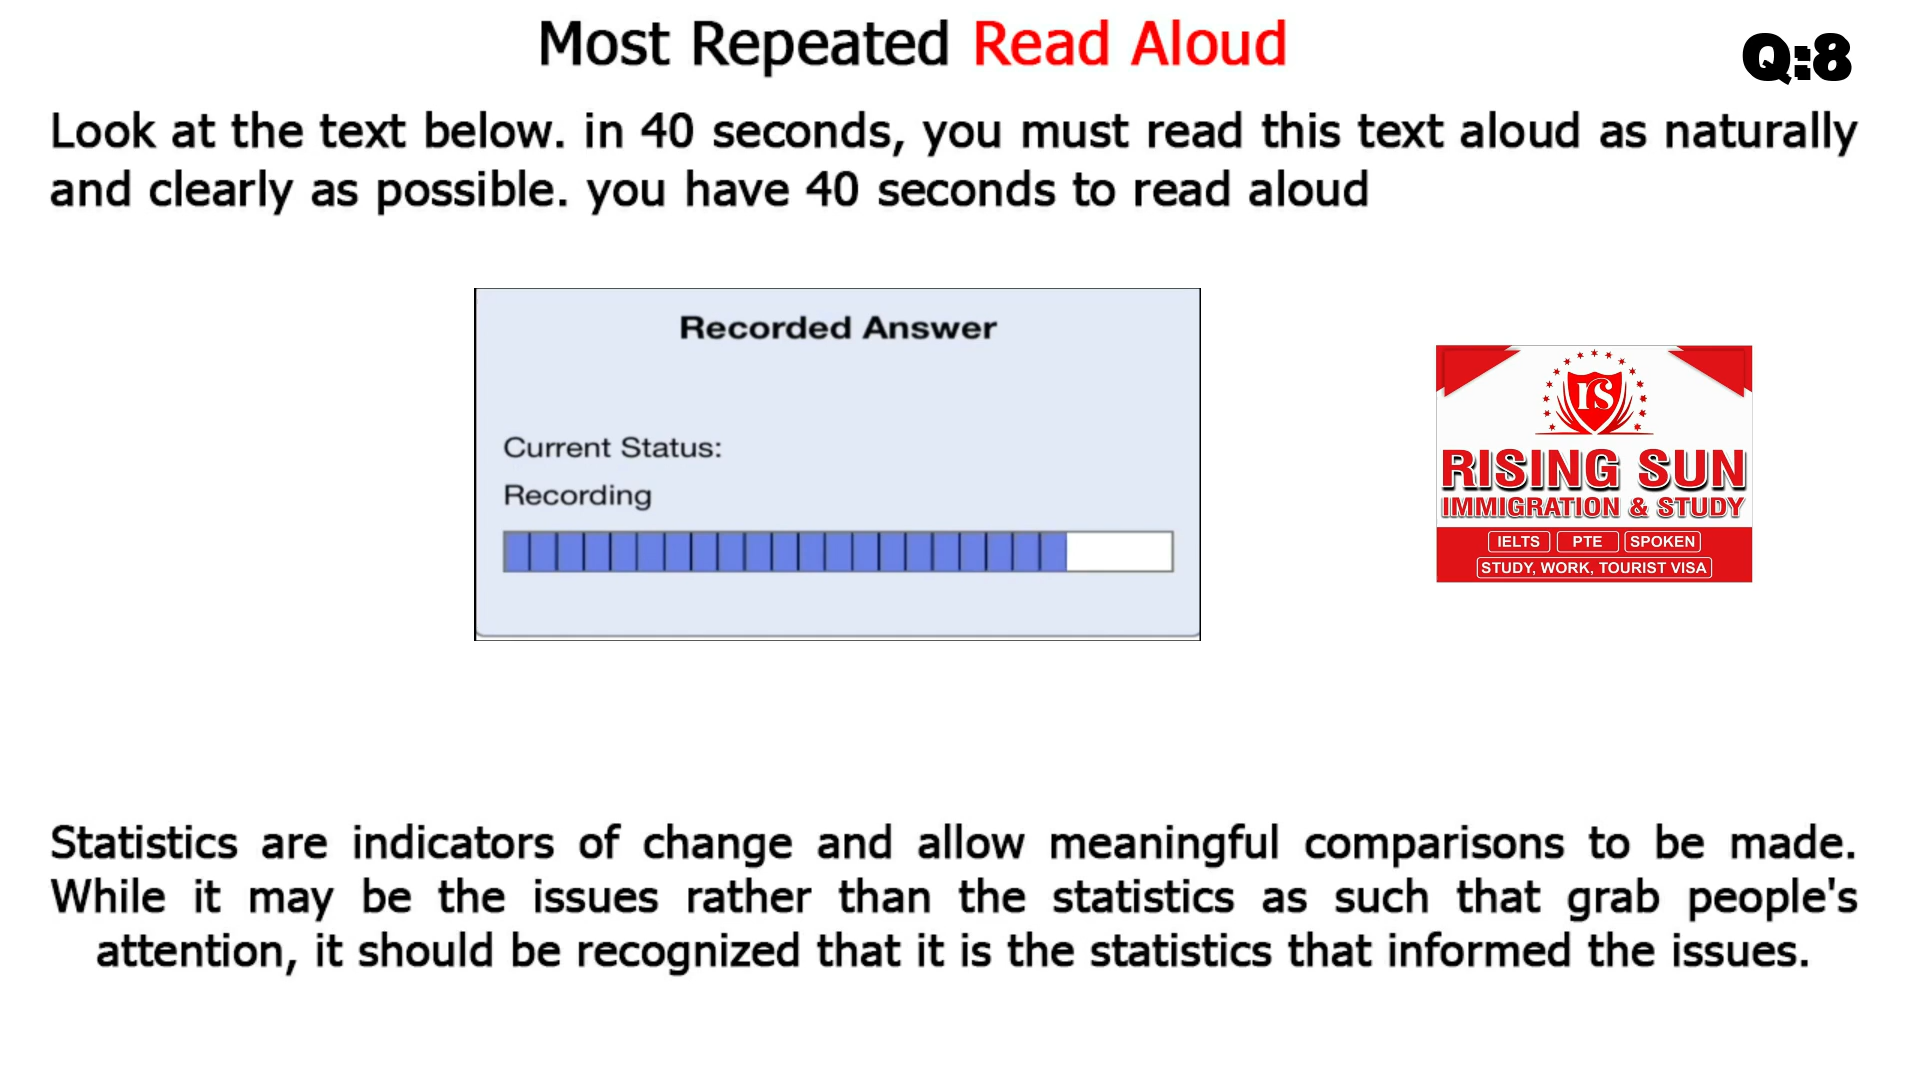 Most Repeated Read Aloud
Q:8
Look at the text below. in 40 seconds, you must read this text aloud as naturally
and clearly as possible. you have 40 seconds to read aloud
Recorded Answer
Current Status:
Recording
rs
RISING SUN
IMMIGRATION & STUDY
IELTS PTE SPOKEN
STUDY, WORK, TOURIST VISA
Statistics are indicators of change and allow meaningful comparisons to be made.
While it may be the issues rather than the statistics as such that grab people's
attention, it should be recognized that it is the statistics that informed the issues.